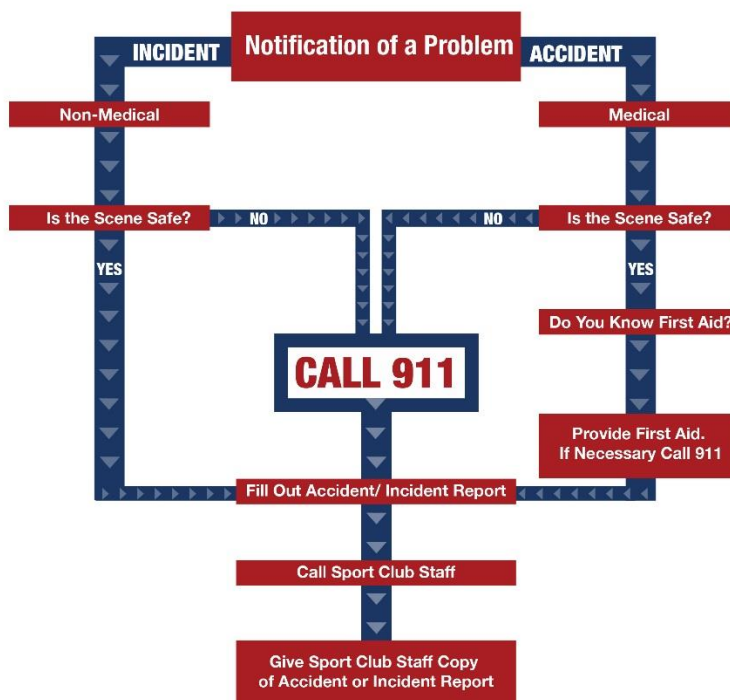 Notification of a Problem
INCIDENT
ACCIDENT
Non-Medical
Medical
Is the Scene Safe?
NO
NO
Is the Scene Safe?
YES
YES
Do You Know First Aid?
CALL 911
Provide First Aid.
If Necessary Call 911
Fill Out Accident/ Incident Report
Call Sport Club Staff
Give Sport Club Staff Copy
of Accident or Incident Report